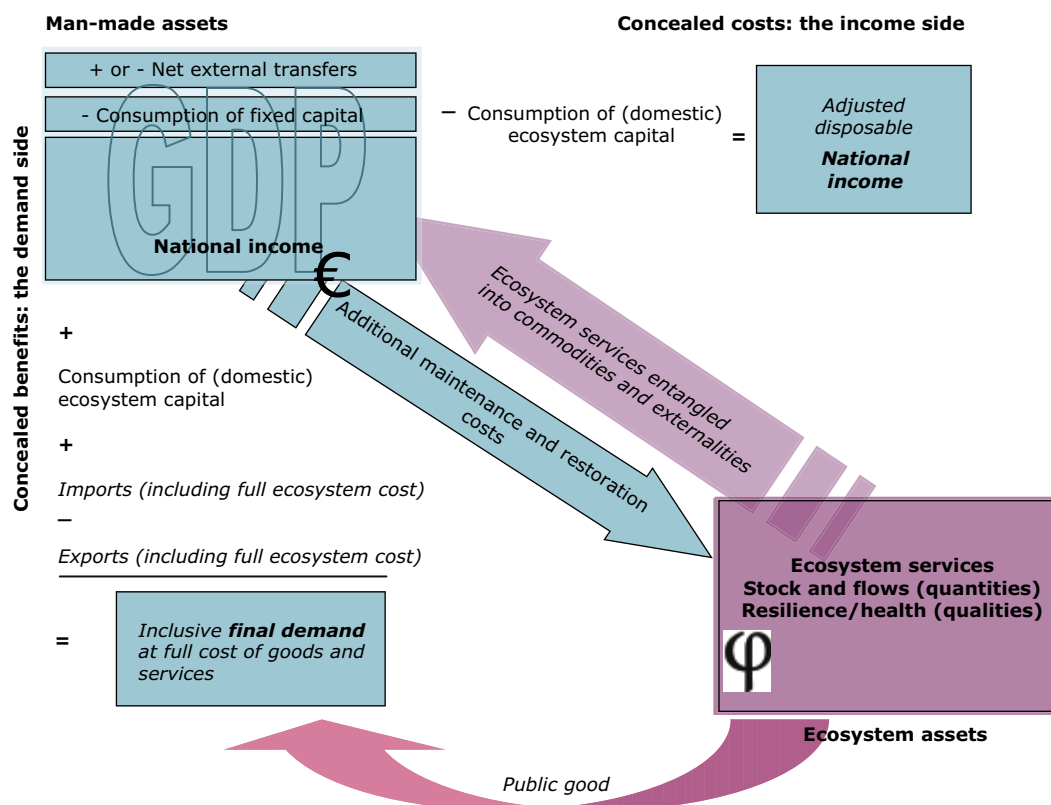 Man-made assets
Concealed costs: the income side
+ or - Net external transfers
- Consumption of fixed capital
GDP
National income
€
− Consumption of (domestic)
ecosystem capital
=
Adjusted
disposable
National
income
Concealed benefits: the demand side
Ecosystem services entangled
into commodities and externalities
Additional maintenance and restoration
costs
+
Consumption of (domestic)
ecosystem capital
+
Imports (including full ecosystem cost)
−
Exports (including full ecosystem cost)
=
Inclusive final demand
at full cost of goods and
services
Ecosystem services
Stock and flows (quantities)
Resilience/health (qualities)
φ
Ecosystem assets
Public good